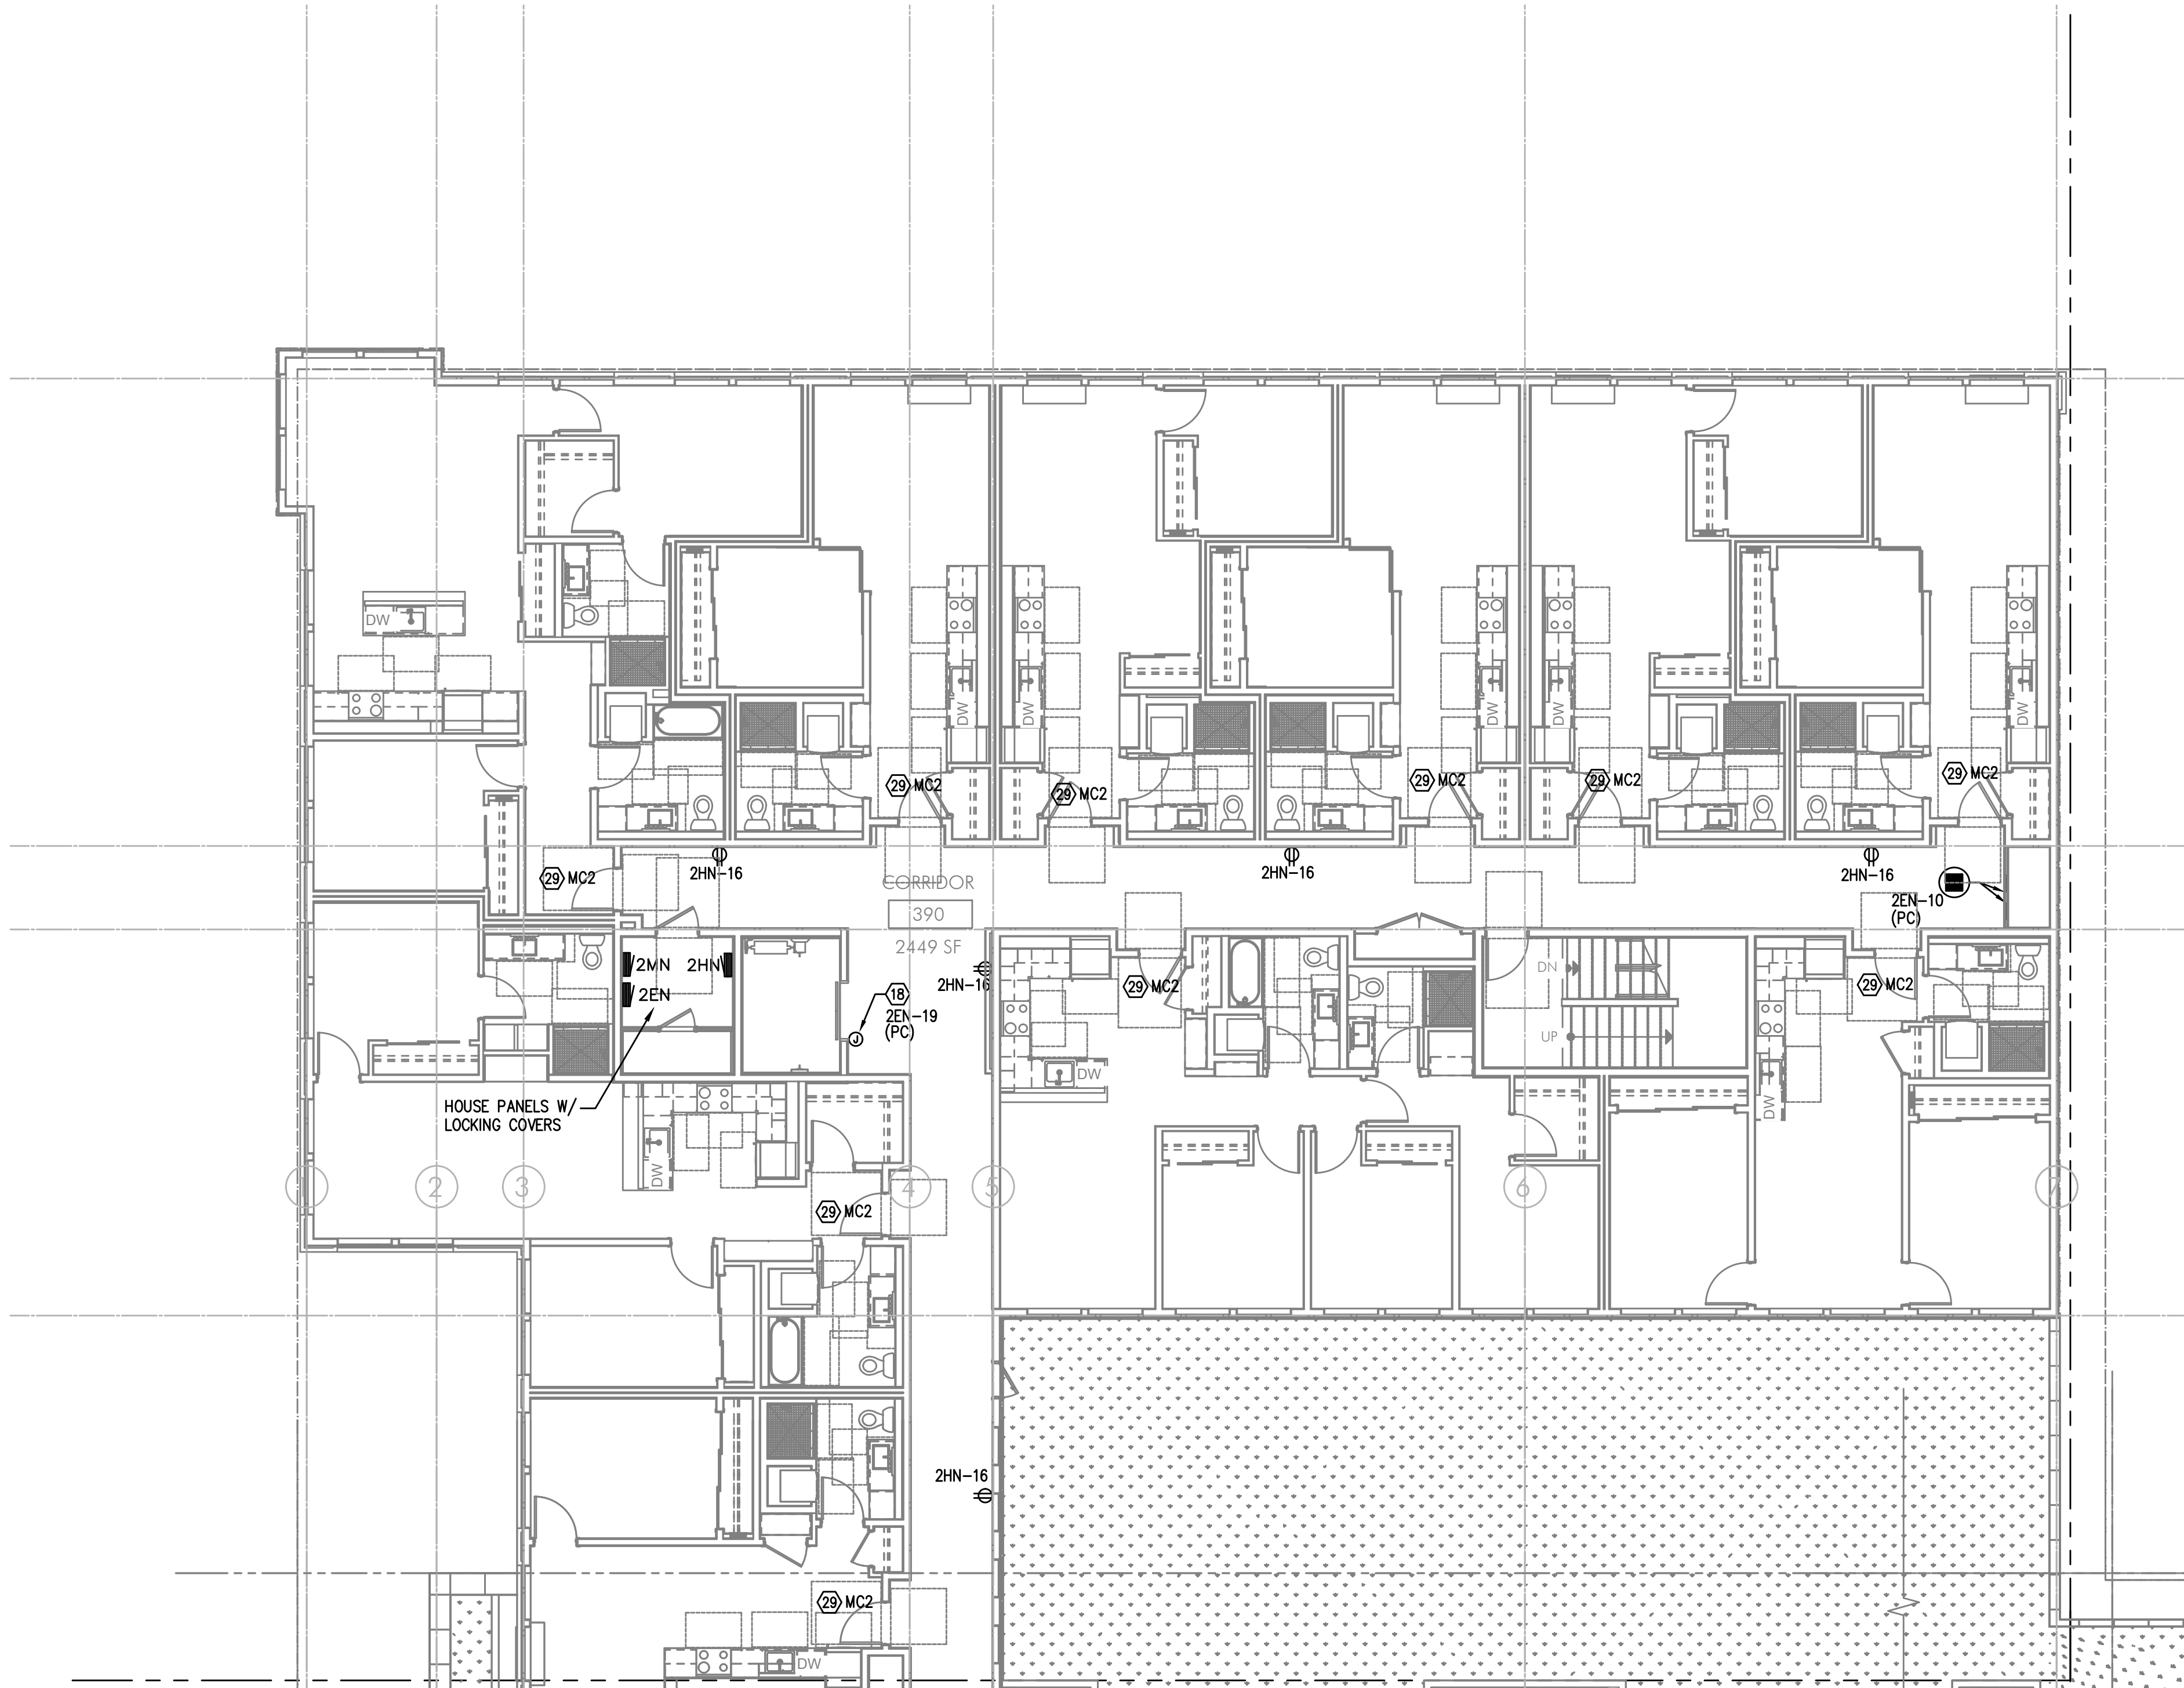 DW
DW
DW
DW
DW
DW
29 MC2
29 MC2
29 MC2
29 MC2
29 MC2
29 MC2
2HN-16
2HN-16
2HN-16
CORRIDOR
390
2449 SF
2EN-10
(PC)
2MN
2HN
2EN
2HN-16
18
2EN-19
(PC)
J
29 MC2
29 MC2
DN
UP
DW
DW
HOUSE PANELS W/
LOCKING COVERS
DW
1
2
3
4
5
6
7
29 MC2
2HN-16
29 MC2
DW